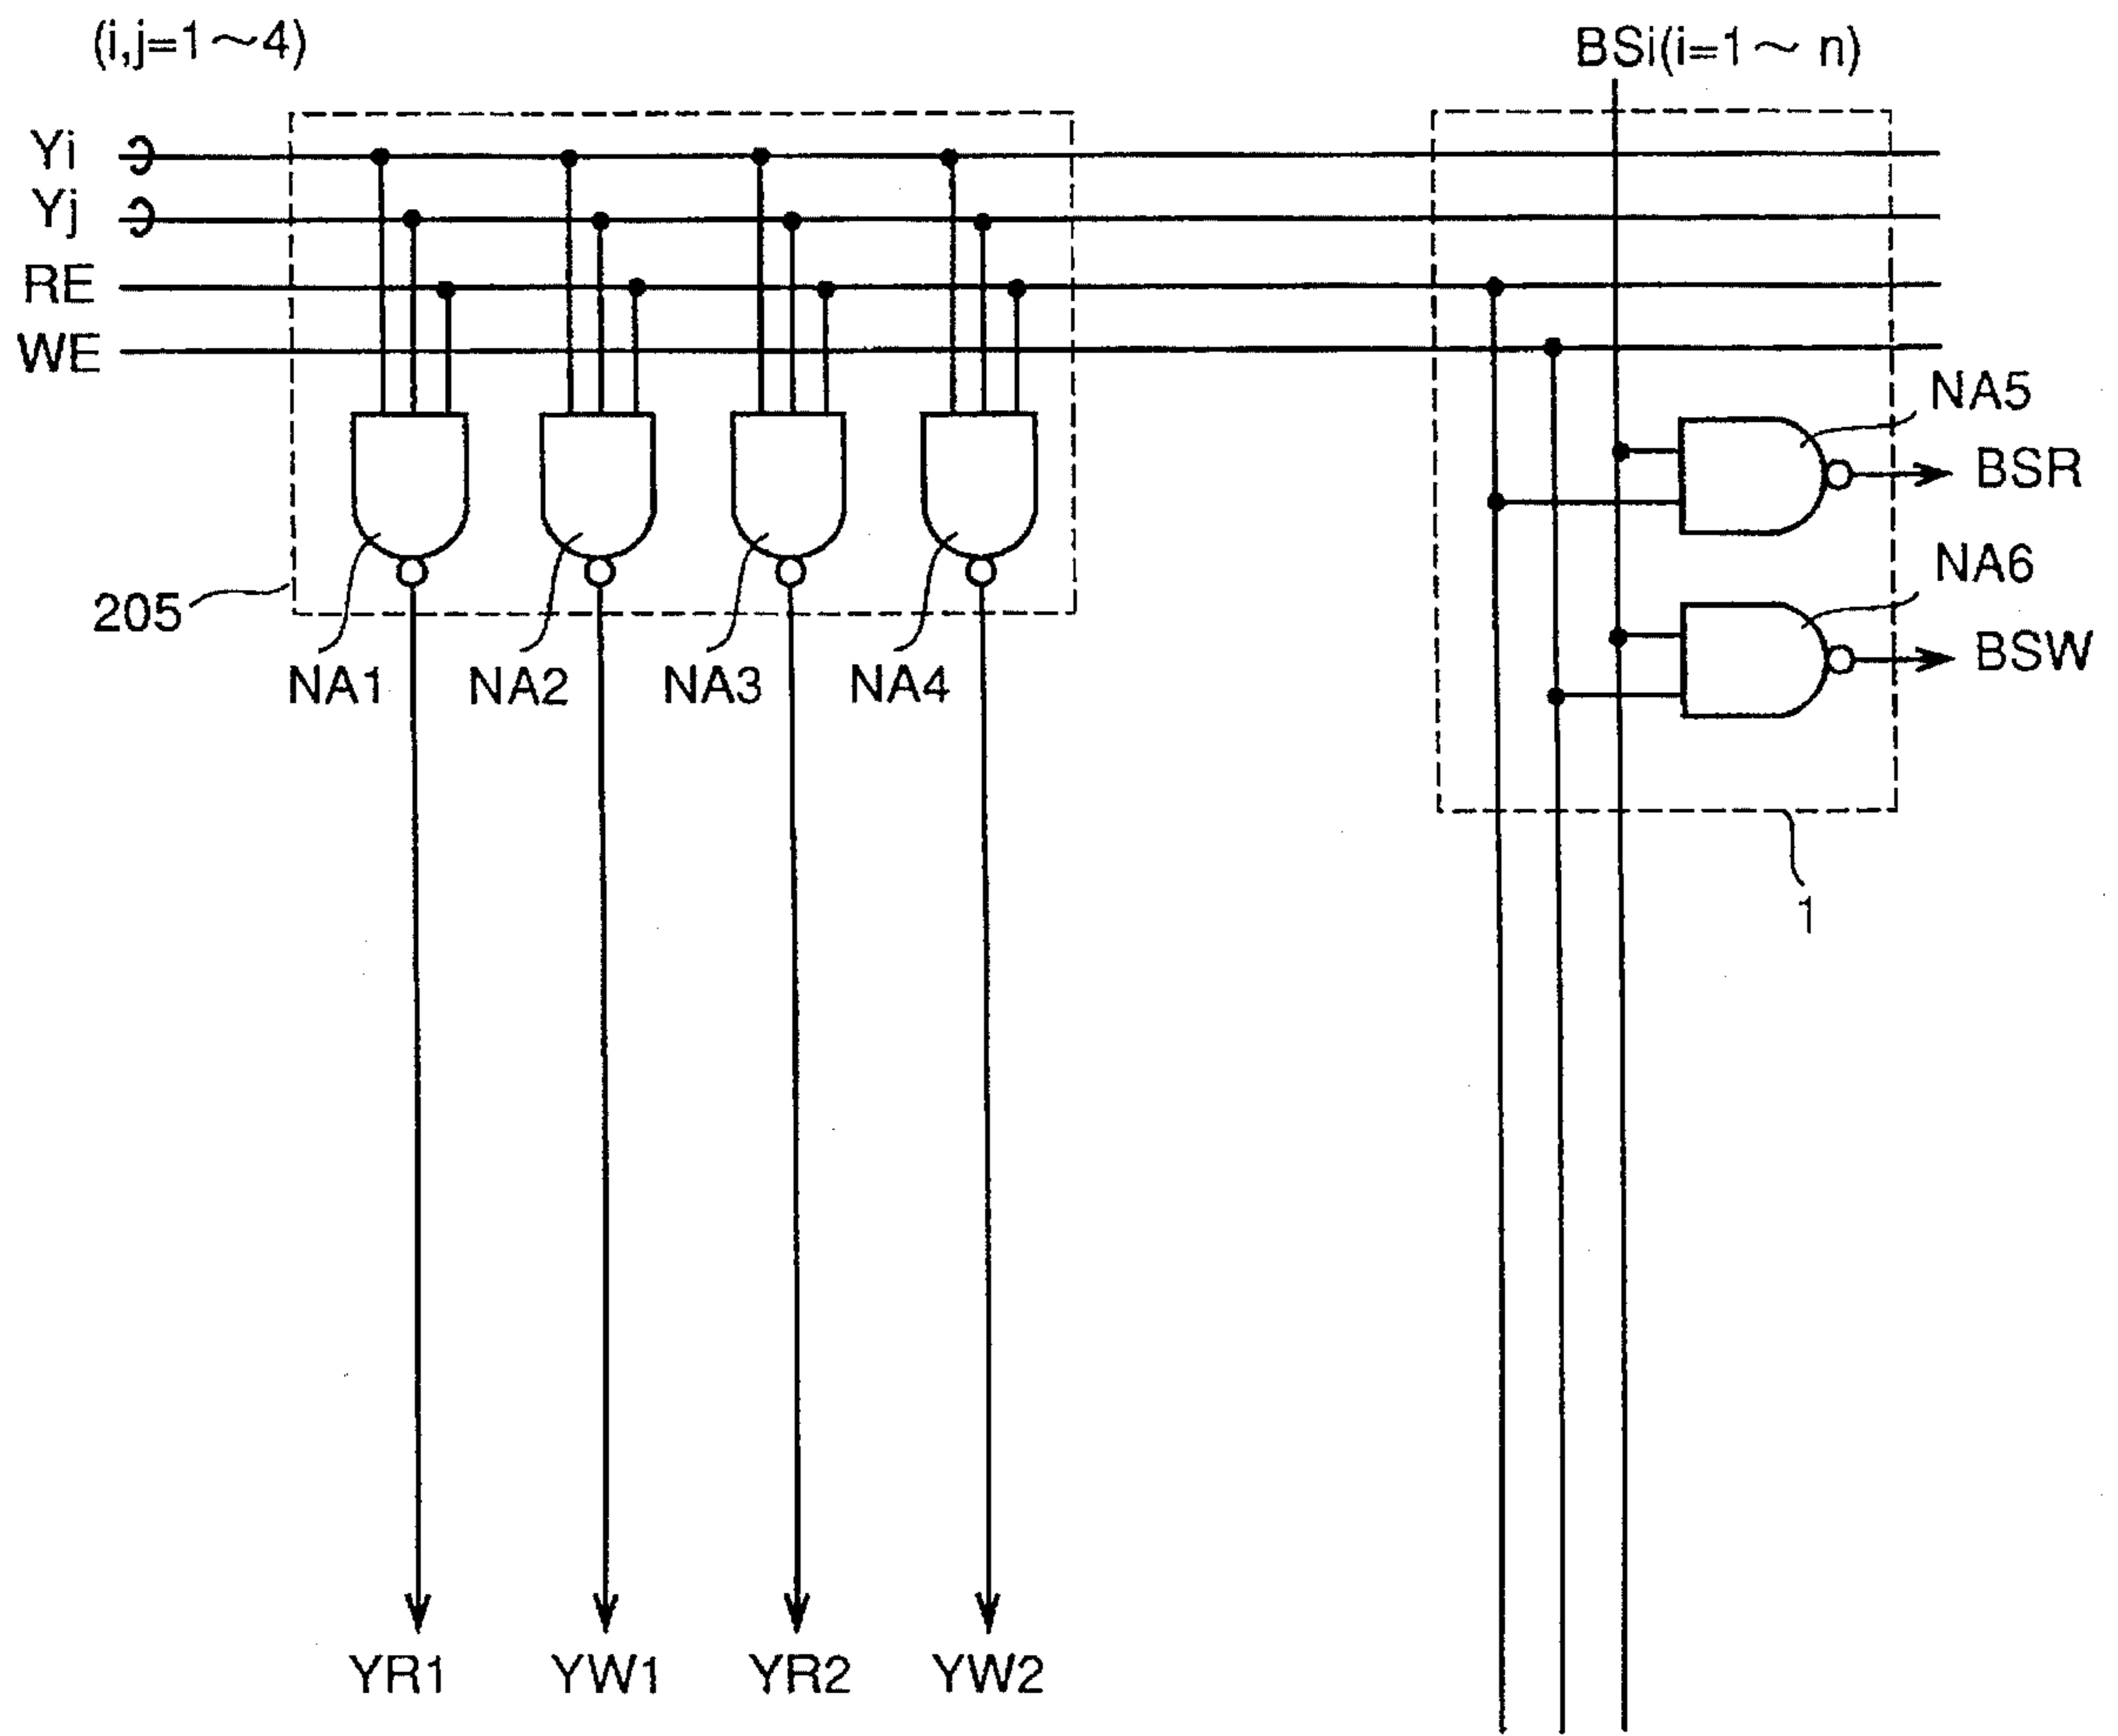 (i,j=1～4)
BSi(i=1～ n)
Yi
Yj
RE
WE
NA5
BSR
NA6
BSW
205
NA1
NA2
NA3
NA4
1
YR1
YW1
YR2
YW2